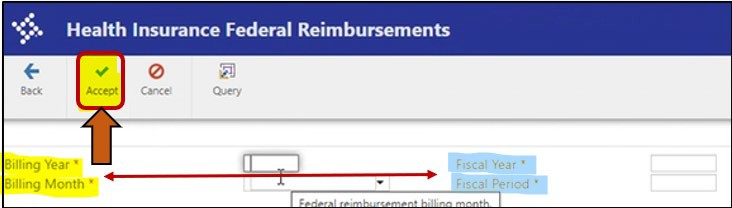 Health Insurance Federal Reimbursements
Back Accept Cancel Query
Billing Year * Fiscal Year *
Billing Month * Fiscal Period *
Federal reimbursement billing month.